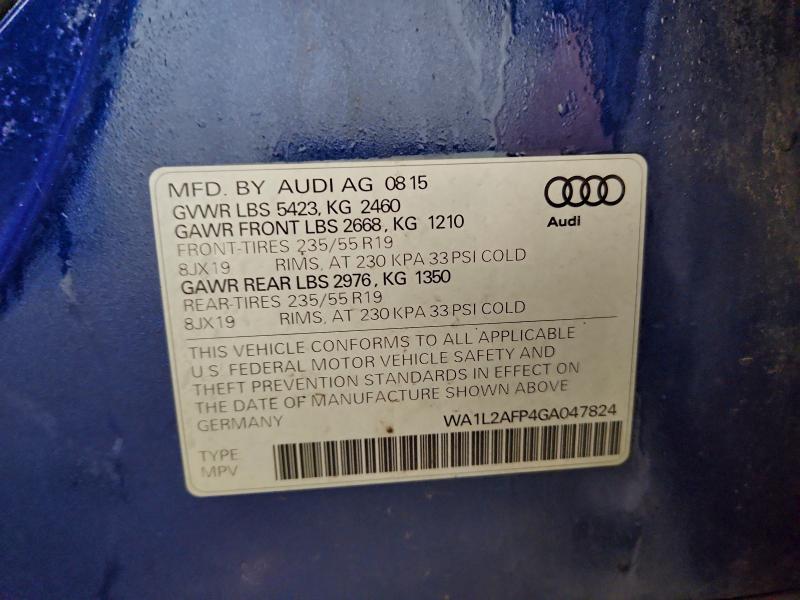 MFD. BY AUDI AG 0815
GVWR LBS 5423, KG 2460
GAWR FRONT LBS 2668, KG 1210
FRONT-TIRES 235/55 R19
8JX19 RIMS, AT 230 KPA 33 PSI COLD
GAWR REAR LBS 2976, KG 1350
REAR-TIRES 235/55 R19
8JX19 RIMS, AT 230 KPA 33 PSI COLD
Audi
THIS VEHICLE CONFORMS TO ALL APPLICABLE
U.S. FEDERAL MOTOR VEHICLE SAFETY AND
THEFT PREVENTION STANDARDS IN EFFECT ON
THE DATE OF MANUFACTURE SHOWN ABOVE
GERMANY WA1L2AFP4GA047824
TYPE
MPV